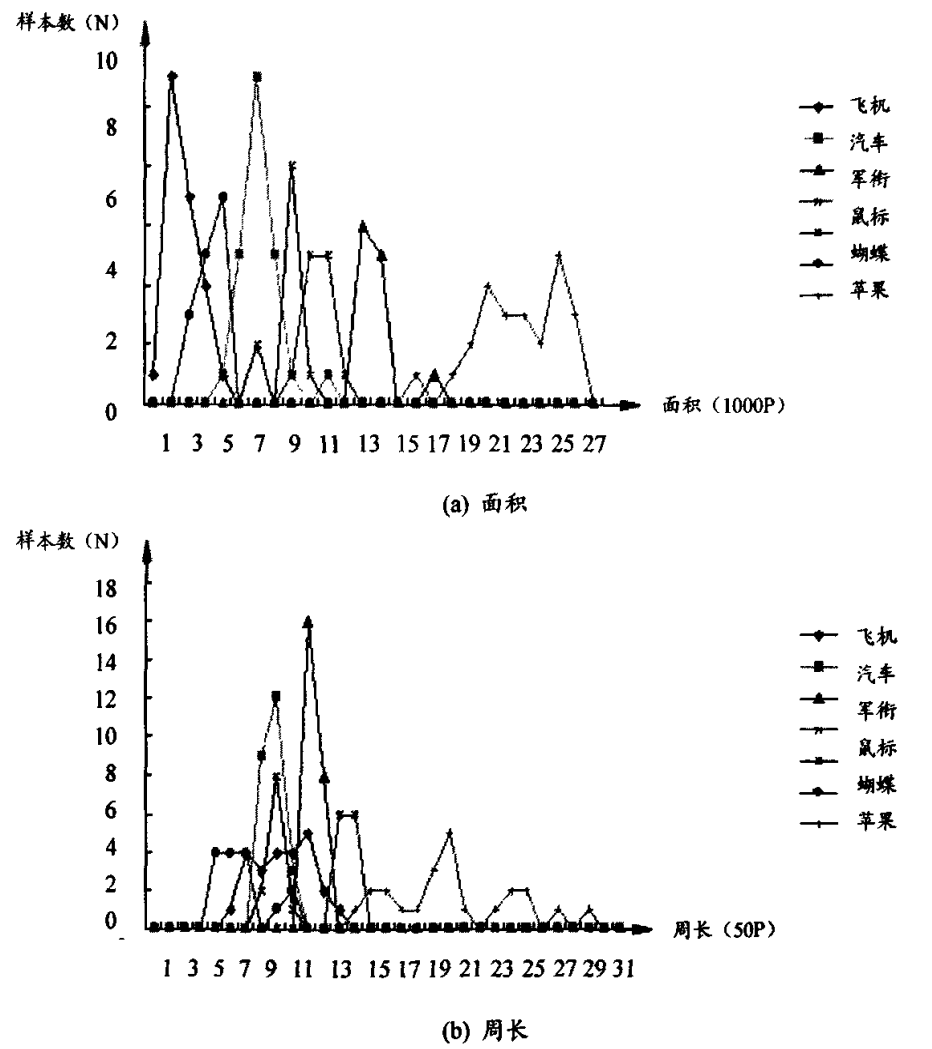 样本数（N）
10
8
6
4
2
0
1 3 5 7 9 11 13 15 17 19 21 23 25 27
面积（1000P）
飞机
汽车
军衔
鼠标
蝴蝶
苹果
(a) 面积
样本数（N）
18
16
14
12
10
8
6
4
2
0
1 3 5 7 9 11 13 15 17 19 21 23 25 27 29 31
周长（50P）
飞机
汽车
军衔
鼠标
蝴蝶
苹果
(b) 周长